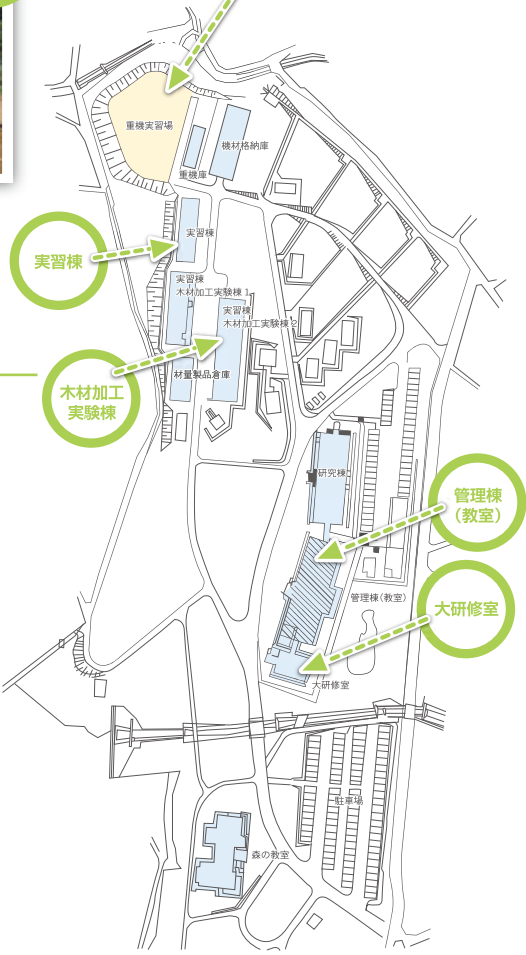 重機実習場
機材格納庫
重機庫
実習棟
実習棟
実習棟
木材加工実験棟1
実習棟
木材加工実験棟2
材量製品倉庫
木材加工
実験棟
研究棟
管理棟
(教室)
管理棟(教室)
大研修室
大研修室
駐車場
森の教室